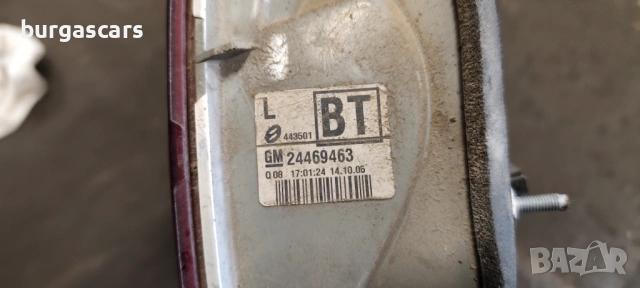 burgascars
L
BT
443501
GM 24469463
Q 08 17:01:24 14.10.05
BAZAR